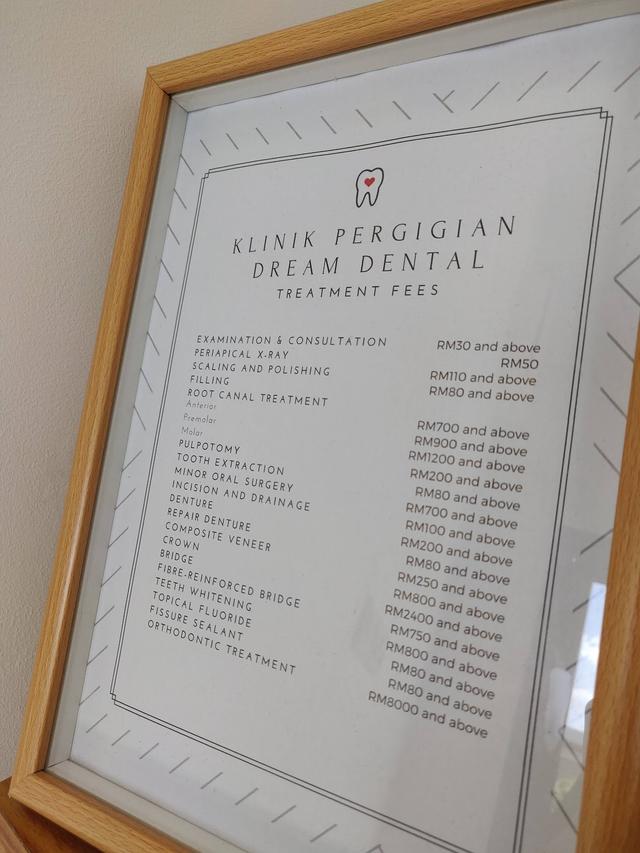 KLINIK PERGIGIAN
DREAM DENTAL
TREATMENT FEES
EXAMINATION & CONSULTATION RM30 and above
PERIAPICAL X-RAY RM50
SCALING AND POLISHING RM110 and above
FILLING RM80 and above
ROOT CANAL TREATMENT
Anterior RM700 and above
Premolar RM900 and above
Molar RM1200 and above
PULPOTOMY RM200 and above
TOOTH EXTRACTION RM80 and above
MINOR ORAL SURGERY RM700 and above
INCISION AND DRAINAGE RM100 and above
DENTURE RM200 and above
REPAIR DENTURE RM80 and above
COMPOSITE VENEER RM250 and above
CROWN RM800 and above
BRIDGE RM2400 and above
FIBRE-REINFORCED BRIDGE RM750 and above
TEETH WHITENING RM800 and above
TOPICAL FLUORIDE RM80 and above
FISSURE SEALANT RM80 and above
ORTHODONTIC TREATMENT RM8000 and above